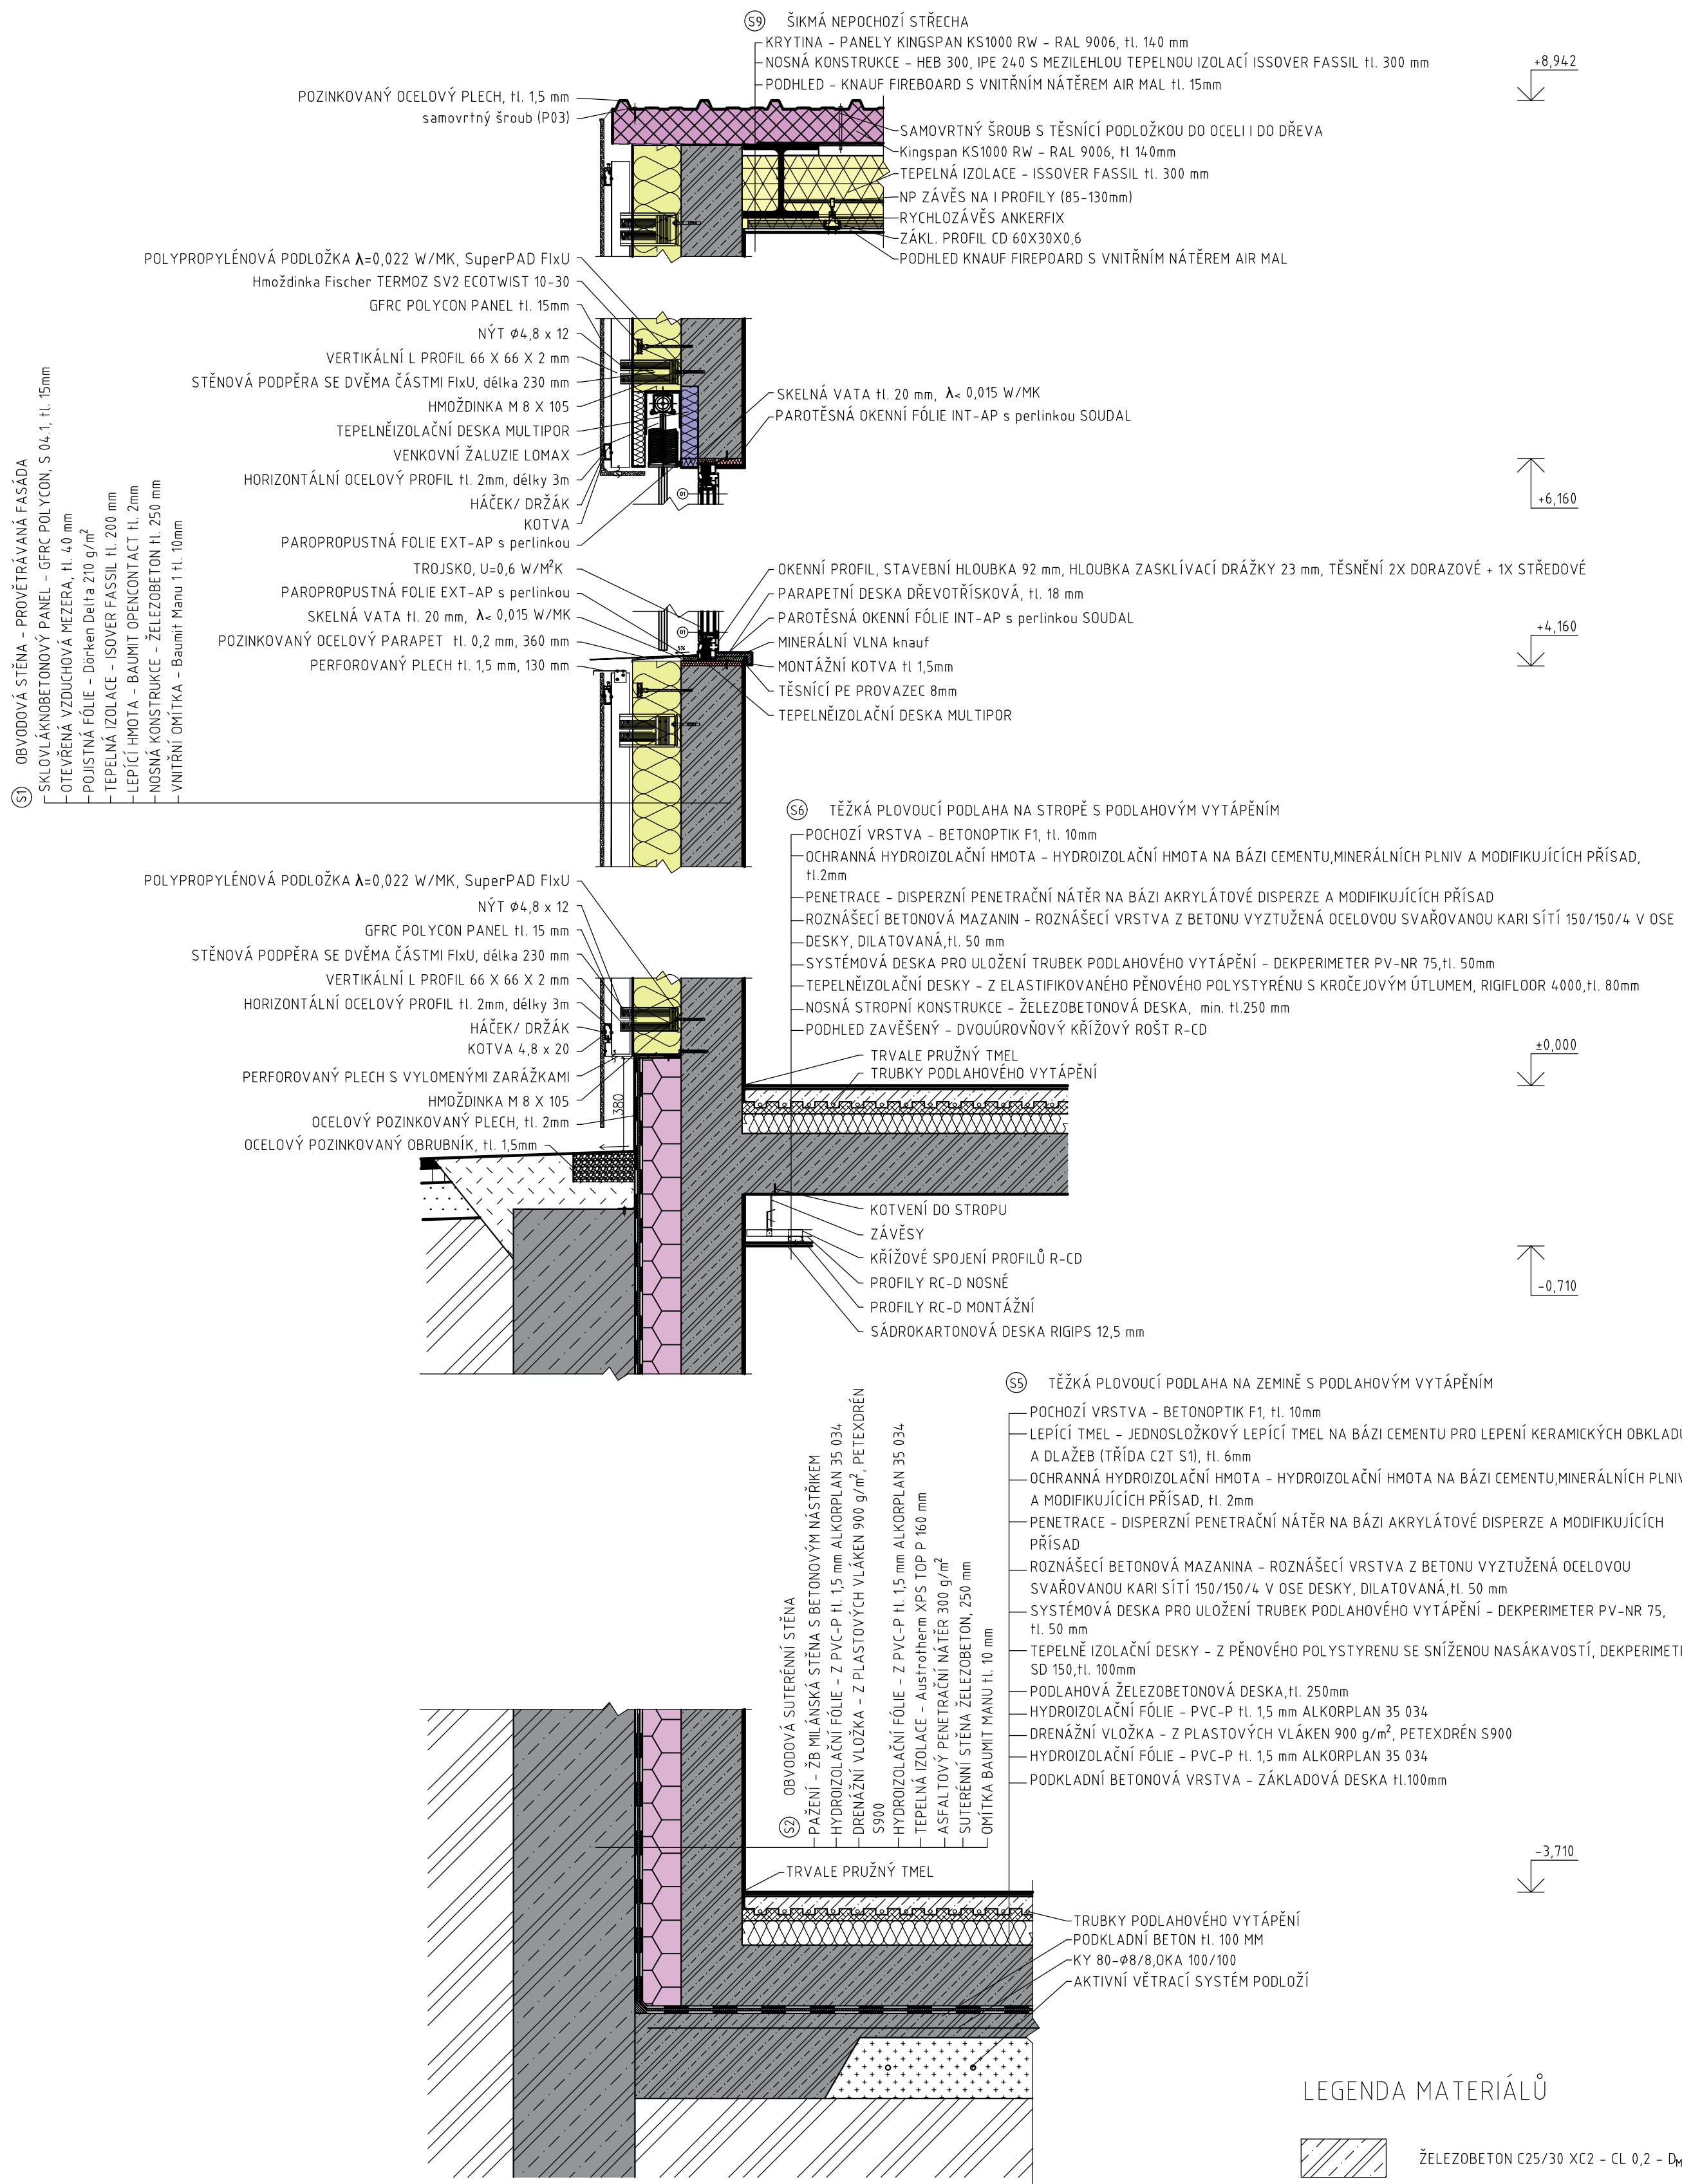 S9 ŠIKMÁ NEPOCHOZÍ STŘECHA
KRYTINA - PANELY KINGSPAN KS1000 RW - RAL 9006, tl. 140 mm
NOSNÁ KONSTRUKCE - HEB 300, IPE 240 S MEZILEHLOU TEPELNOU IZOLACÍ ISSOVER FASSIL tl. 300 mm
PODHLED - KNAUF FIREBOARD S VNITŘNÍM NÁTĚREM AIR MAL tl. 15mm
+8,942
POZINKOVANÝ OCELOVÝ PLECH, tl. 1,5 mm
samovrtný šroub (P03)
SAMOVRTNÝ ŠROUB S TĚSNÍCÍ PODLOŽKOU DO OCELI I DO DŘEVA
Kingspan KS1000 RW - RAL 9006, tl 140mm
TEPELNÁ IZOLACE - ISSOVER FASSIL tl. 300 mm
NP ZÁVĚS NA I PROFILY (85-130mm)
RYCHLOZÁVĚS ANKERFIX
ZÁKL. PROFIL CD 60X30X0,6
PODHLED KNAUF FIREPOARD S VNITŘNÍM NÁTĚREM AIR MAL
POLYPROPYLÉNOVÁ PODLOŽKA λ=0,022 W/MK, SuperPAD FIxU
Hmoždinka Fischer TERMOZ SV2 ECOTWIST 10-30
GFRC POLYCON PANEL tl. 15mm
NÝT φ4,8 x 12
VERTIKÁLNÍ L PROFIL 66 X 66 X 2 mm
STĚNOVÁ PODPĚRA SE DVĚMA ČÁSTMI FIxU, délka 230 mm
HMOŽDINKA M 8 X 105
TEPELNĚIZOLAČNÍ DESKA MULTIPOR
VENKOVNÍ ŽALUZIE LOMAX
HORIZONTÁLNÍ OCELOVÝ PROFIL tl. 2mm, délky 3m
HÁČEK/ DRŽÁK
KOTVA
PAROPROPUSTNÁ FOLIE EXT-AP s perlinkou
SKELNÁ VATA tl. 20 mm, λ< 0,015 W/MK
PAROTĚSNÁ OKENNÍ FÓLIE INT-AP s perlinkou SOUDAL
01
+6,160
S1 OBVODOVÁ STĚNA - PROVĚTRÁVANÁ FASÁDA
SKLOVLÁKNOBETONOVÝ PANEL - GFRC POLYCON, S 04.1, tl. 15mm
OTEVŘENÁ VZDUCHOVÁ MEZERA, tl. 40 mm
POJISTNÁ FÓLIE - Dörken Delta 210 g/m²
TEPELNÁ IZOLACE - ISOVER FASSIL tl. 200 mm
LEPÍCÍ HMOTA - BAUMIT OPENCONTACT tl. 2mm
NOSNÁ KONSTRUKCE - ŽELEZOBETON tl. 250 mm
VNITŘNÍ OMÍTKA - Baumit Manu 1 tl. 10mm
TROJSKO, U=0,6 W/M²K
PAROPROPUSTNÁ FÓLIE EXT-AP s perlinkou
SKELNÁ VATA tl. 20 mm, λ< 0,015 W/MK
POZINKOVANÝ OCELOVÝ PARAPET tl. 0,2 mm, 360 mm
PERFOROVANÝ PLECH tl. 1,5 mm, 130 mm
01
5%
OKENNÍ PROFIL, STAVEBNÍ HLOUBKA 92 mm, HLOUBKA ZASKLÍVACÍ DRÁŽKY 23 mm, TĚSNĚNÍ 2X DORAZOVÉ + 1X STŘEDOVÉ
PARAPETNÍ DESKA DŘEVOTŘÍSKOVÁ, tl. 18 mm
PAROTĚSNÁ OKENNÍ FÓLIE INT-AP s perlinkou SOUDAL
MINERÁLNÍ VLNA knauf
MONTÁŽNÍ KOTVA tl 1,5mm
TĚSNÍCÍ PE PROVAZEC 8mm
TEPELNĚIZOLAČNÍ DESKA MULTIPOR
+4,160
S6 TĚŽKÁ PLOVOUCÍ PODLAHA NA STROPĚ S PODLAHOVÝM VYTÁPĚNÍM
POCHOZÍ VRSTVA - BETONOPTIK F1, tl. 10mm
OCHRANNÁ HYDROIZOLAČNÍ HMOTA - HYDROIZOLAČNÍ HMOTA NA BÁZI CEMENTU,MINERÁLNÍCH PLNIV A MODIFIKUJÍCÍCH PŘÍSAD,
tl.2mm
PENETRACE - DISPERZNÍ PENETRAČNÍ NÁTĚR NA BÁZI AKRYLÁTOVÉ DISPERZE A MODIFIKUJÍCÍCH PŘÍSAD
ROZNÁŠECÍ BETONOVÁ MAZANIN - ROZNÁŠECÍ VRSTVA Z BETONU VYZTUŽENÁ OCELOVOU SVAŘOVANOU KARI SÍTÍ 150/150/4 V OSE
DESKY, DILATOVANÁ,tl. 50 mm
SYSTÉMOVÁ DESKA PRO ULOŽENÍ TRUBEK PODLAHOVÉHO VYTÁPĚNÍ - DEKPERIMETER PV-NR 75,tl. 50mm
TEPELNĚIZOLAČNÍ DESKY - Z ELASTIFIKOVANÉHO PĚNOVÉHO POLYSTYRÉNU S KROČEJOVÝM ÚTLUMEM, RIGIFLOOR 4000,tl. 80mm
NOSNÁ STROPNÍ KONSTRUKCE - ŽELEZOBETONOVÁ DESKA, min. tl.250 mm
PODHLED ZAVĚŠENÝ - DVOUÚROVŇOVÝ KŘÍŽOVÝ ROŠT R-CD
POLYPROPYLÉNOVÁ PODLOŽKA λ=0,022 W/MK, SuperPAD FIxU
NÝT φ4,8 x 12
GFRC POLYCON PANEL tl. 15 mm
STĚNOVÁ PODPĚRA SE DVĚMA ČÁSTMI FIxU, délka 230 mm
VERTIKÁLNÍ L PROFIL 66 X 66 X 2 mm
HORIZONTÁLNÍ OCELOVÝ PROFIL tl. 2mm, délky 3m
HÁČEK/ DRŽÁK
KOTVA 4,8 x 20
PERFOROVANÝ PLECH S VYLOMENÝMI ZARÁŽKAMI
HMOŽDINKA M 8 X 105
OCELOVÝ POZINKOVANÝ PLECH, tl. 2mm
OCELOVÝ POZINKOVANÝ OBRUBNÍK, tl. 1,5mm
380
TRVALE PRUŽNÝ TMEL
TRUBKY PODLAHOVÉHO VYTÁPĚNÍ
±0,000
KOTVENÍ DO STROPU
ZÁVĚSY
KŘÍŽOVÉ SPOJENÍ PROFILŮ R-CD
PROFILY RC-D NOSNÉ
PROFILY RC-D MONTÁŽNÍ
SÁDROKARTONOVÁ DESKA RIGIPS 12,5 mm
-0,710
S2 OBVODOVÁ SUTERÉNNÍ STĚNA
PAŽENÍ - ŽB MILÁNSKÁ STĚNA S BETONOVÝM NÁSTŘIKEM
HYDROIZOLAČNÍ FÓLIE - Z PVC-P tl. 1,5 mm ALKORPLAN 35 034
DRENÁŽNÍ VLOŽKA - Z PLASTOVÝCH VLÁKEN 900 g/m², PETEXDRÉN
S900
HYDROIZOLAČNÍ FÓLIE - Z PVC-P tl. 1,5 mm ALKORPLAN 35 034
TEPELNÁ IZOLACE - Austrotherm XPS TOP P 160 mm
ASFALTOVÝ PENETRAČNÍ NÁTĚR 300 g/m²
SUTERÉNNÍ STĚNA ŽELEZOBETON, 250 mm
OMÍTKA BAUMIT MANU tl. 10 mm
S5 TĚŽKÁ PLOVOUCÍ PODLAHA NA ZEMINĚ S PODLAHOVÝM VYTÁPĚNÍM
POCHOZÍ VRSTVA - BETONOPTIK F1, tl. 10mm
LEPÍCÍ TMEL - JEDNOSLOŽKOVÝ LEPÍCÍ TMEL NA BÁZI CEMENTU PRO LEPENÍ KERAMICKÝCH OBKLADŮ
A DLAŽEB (TŘÍDA C2T S1), tl. 6mm
OCHRANNÁ HYDROIZOLAČNÍ HMOTA - HYDROIZOLAČNÍ HMOTA NA BÁZI CEMENTU,MINERÁLNÍCH PLNIV
A MODIFIKUJÍCÍCH PŘÍSAD, tl. 2mm
PENETRACE - DISPERZNÍ PENETRAČNÍ NÁTĚR NA BÁZI AKRYLÁTOVÉ DISPERZE A MODIFIKUJÍCÍCH
PŘÍSAD
ROZNÁŠECÍ BETONOVÁ MAZANINA - ROZNÁŠECÍ VRSTVA Z BETONU VYZTUŽENÁ OCELOVOU
SVAŘOVANOU KARI SÍTÍ 150/150/4 V OSE DESKY, DILATOVANÁ,tl. 50 mm
SYSTÉMOVÁ DESKA PRO ULOŽENÍ TRUBEK PODLAHOVÉHO VYTÁPĚNÍ - DEKPERIMETER PV-NR 75,
tl. 50 mm
TEPELNĚ IZOLAČNÍ DESKY - Z PĚNOVÉHO POLYSTYRENU SE SNÍŽENOU NASÁKAVOSTÍ, DEKPERIMETE
SD 150,tl. 100mm
PODLAHOVÁ ŽELEZOBETONOVÁ DESKA,tl. 250mm
HYDROIZOLAČNÍ FÓLIE - PVC-P tl. 1,5 mm ALKORPLAN 35 034
DRENÁŽNÍ VLOŽKA - Z PLASTOVÝCH VLÁKEN 900 g/m², PETEXDRÉN S900
HYDROIZOLAČNÍ FÓLIE - PVC-P tl. 1,5 mm ALKORPLAN 35 034
PODKLADNÍ BETONOVÁ VRSTVA - ZÁKLADOVÁ DESKA tl.100mm
TRVALE PRUŽNÝ TMEL
-3,710
TRUBKY PODLAHOVÉHO VYTÁPĚNÍ
PODKLADNÍ BETON tl. 100 MM
KY 80-φ8/8,OKA 100/100
AKTIVNÍ VĚTRACÍ SYSTÉM PODLOŽÍ
LEGENDA MATERIÁLŮ
ŽELEZOBETON C25/30 XC2 - CL 0,2 - DM